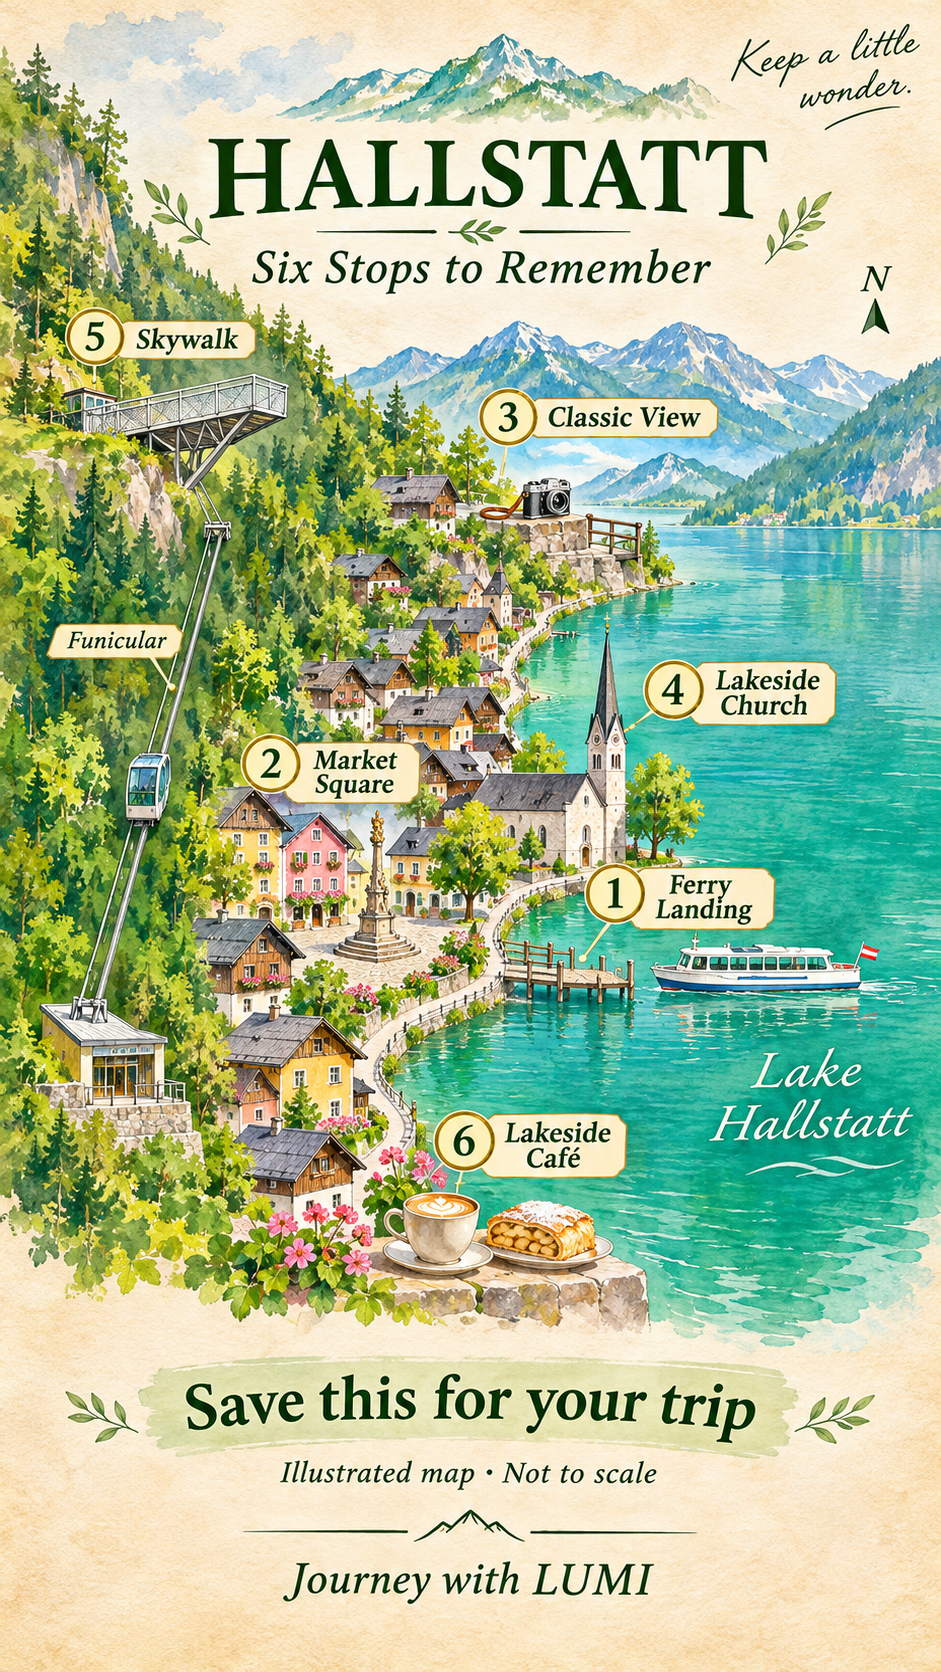 Keep a little
wonder.
HALLSTATT
Six Stops to Remember
N
5 Skywalk
3 Classic View
Funicular
4 Lakeside
Church
2 Market
Square
1 Ferry
Landing
Lake
Hallstatt
6 Lakeside
Café
Save this for your trip
Illustrated map • Not to scale
Journey with LUMI